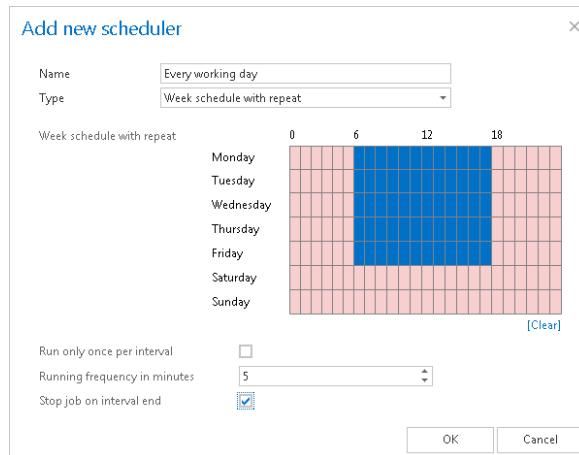 Add new scheduler
Name Every working day
Type Week schedule with repeat
Week schedule with repeat 0 6 12 18
Monday
Tuesday
Wednesday
Thursday
Friday
Saturday
Sunday
[Clear]
Run only once per interval
Running frequency in minutes 5
Stop job on interval end
OK Cancel